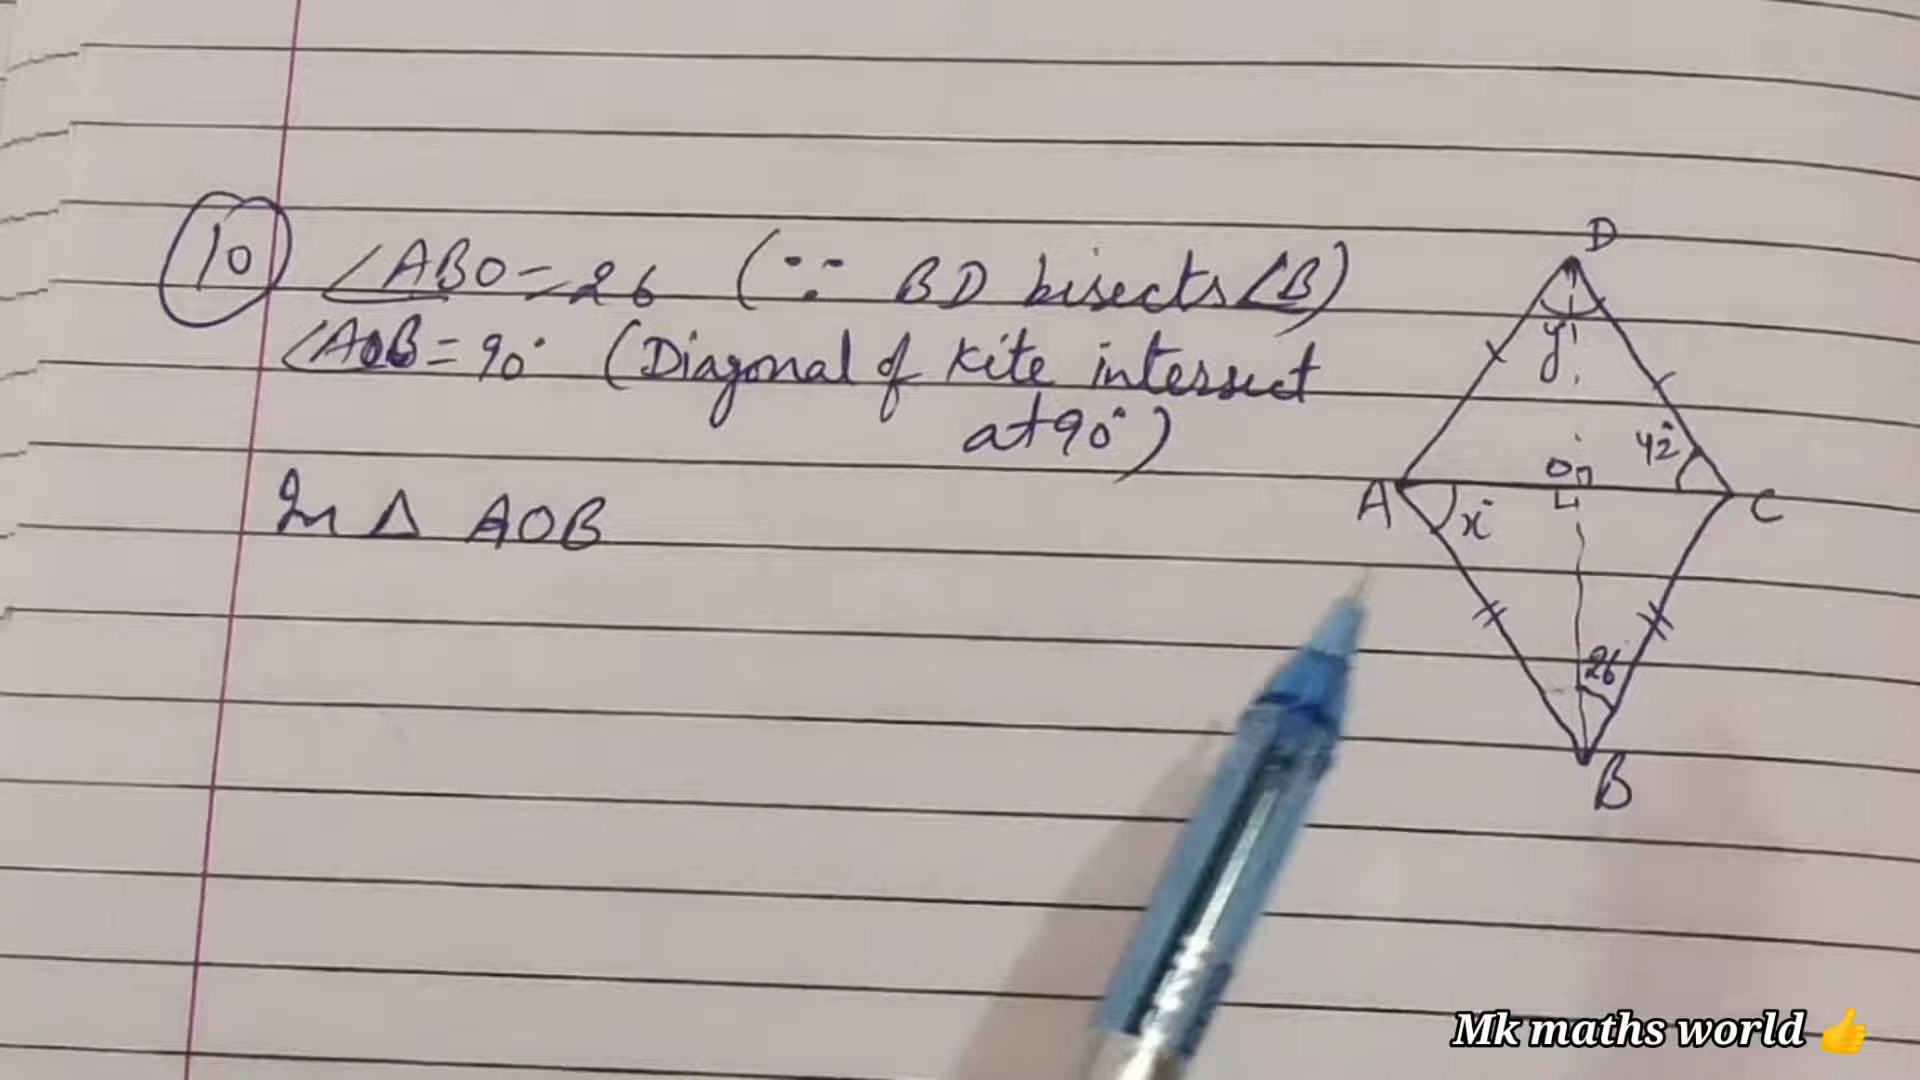 10 ∠ABO = 26 (∵ BD bisects ∠B)
∠AOB = 90° (Diagonal of kite intersect
at 90°)
In Δ AOB
D
y°
42°
O
A
x°
C
26
B
Mk maths world 👍